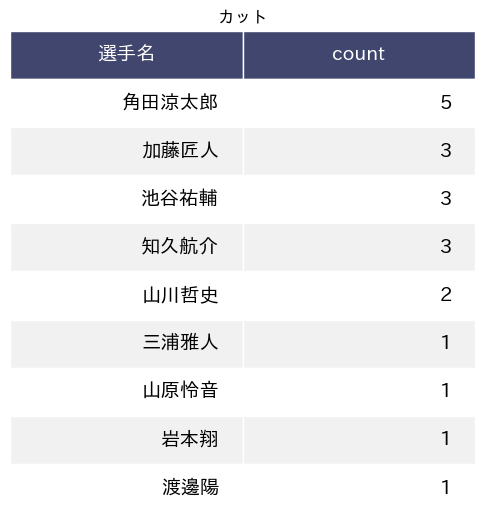 カット
選手名 count
角田涼太郎 5
加藤匠人 3
池谷祐輔 3
知久航介 3
山川哲史 2
三浦雅人 1
山原怜音 1
岩本翔 1
渡邊陽 1